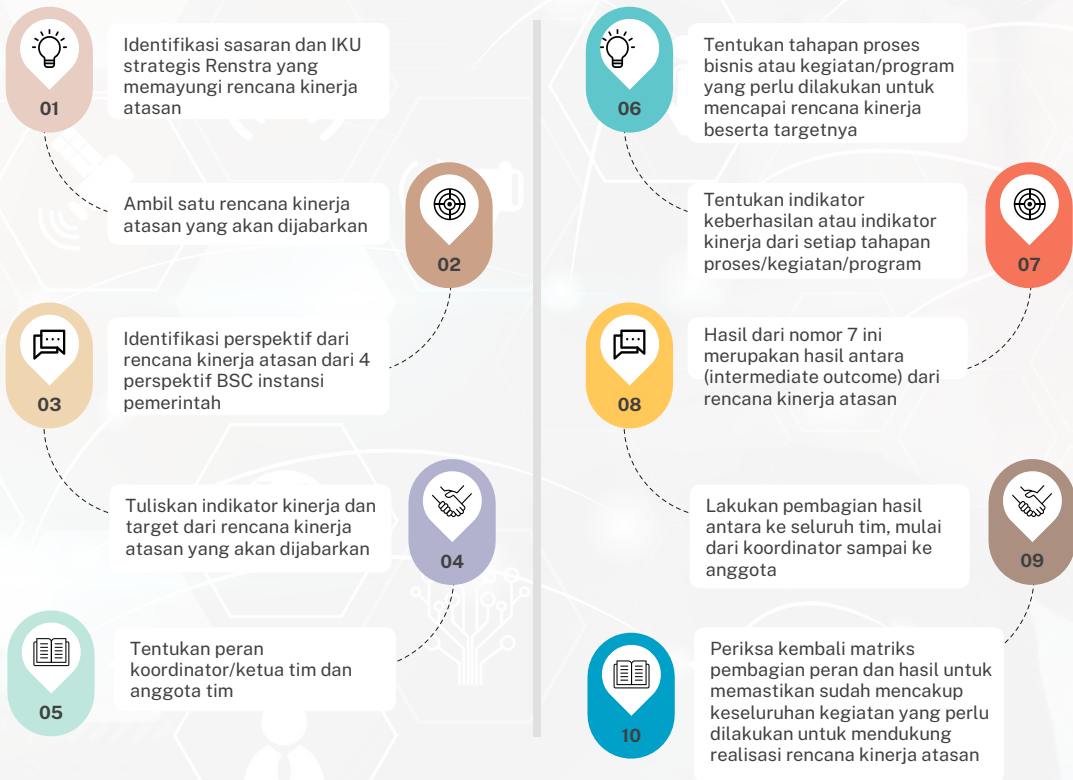 01
Identifikasi sasaran dan IKU
strategis Renstra yang
memayungi rencana kinerja
atasan
Ambil satu rencana kinerja
atasan yang akan dijabarkan
02
03
Identifikasi perspektif dari
rencana kinerja atasan dari 4
perspektif BSC instansi
pemerintah
Tuliskan indikator kinerja dan
target dari rencana kinerja
atasan yang akan dijabarkan
04
05
Tentukan peran
koordinator/ketua tim dan
anggota tim
06
Tentukan tahapan proses
bisnis atau kegiatan/program
yang perlu dilakukan untuk
mencapai rencana kinerja
beserta targetnya
Tentukan indikator
keberhasilan atau indikator
kinerja dari setiap tahapan
proses/kegiatan/program
07
08
Hasil dari nomor 7 ini
merupakan hasil antara
(intermediate outcome) dari
rencana kinerja atasan
Lakukan pembagian hasil
antara ke seluruh tim, mulai
dari koordinator sampai ke
anggota
09
10
Periksa kembali matriks
pembagian peran dan hasil untuk
memastikan sudah mencakup
keseluruhan kegiatan yang perlu
dilakukan untuk mendukung
realisasi rencana kinerja atasan